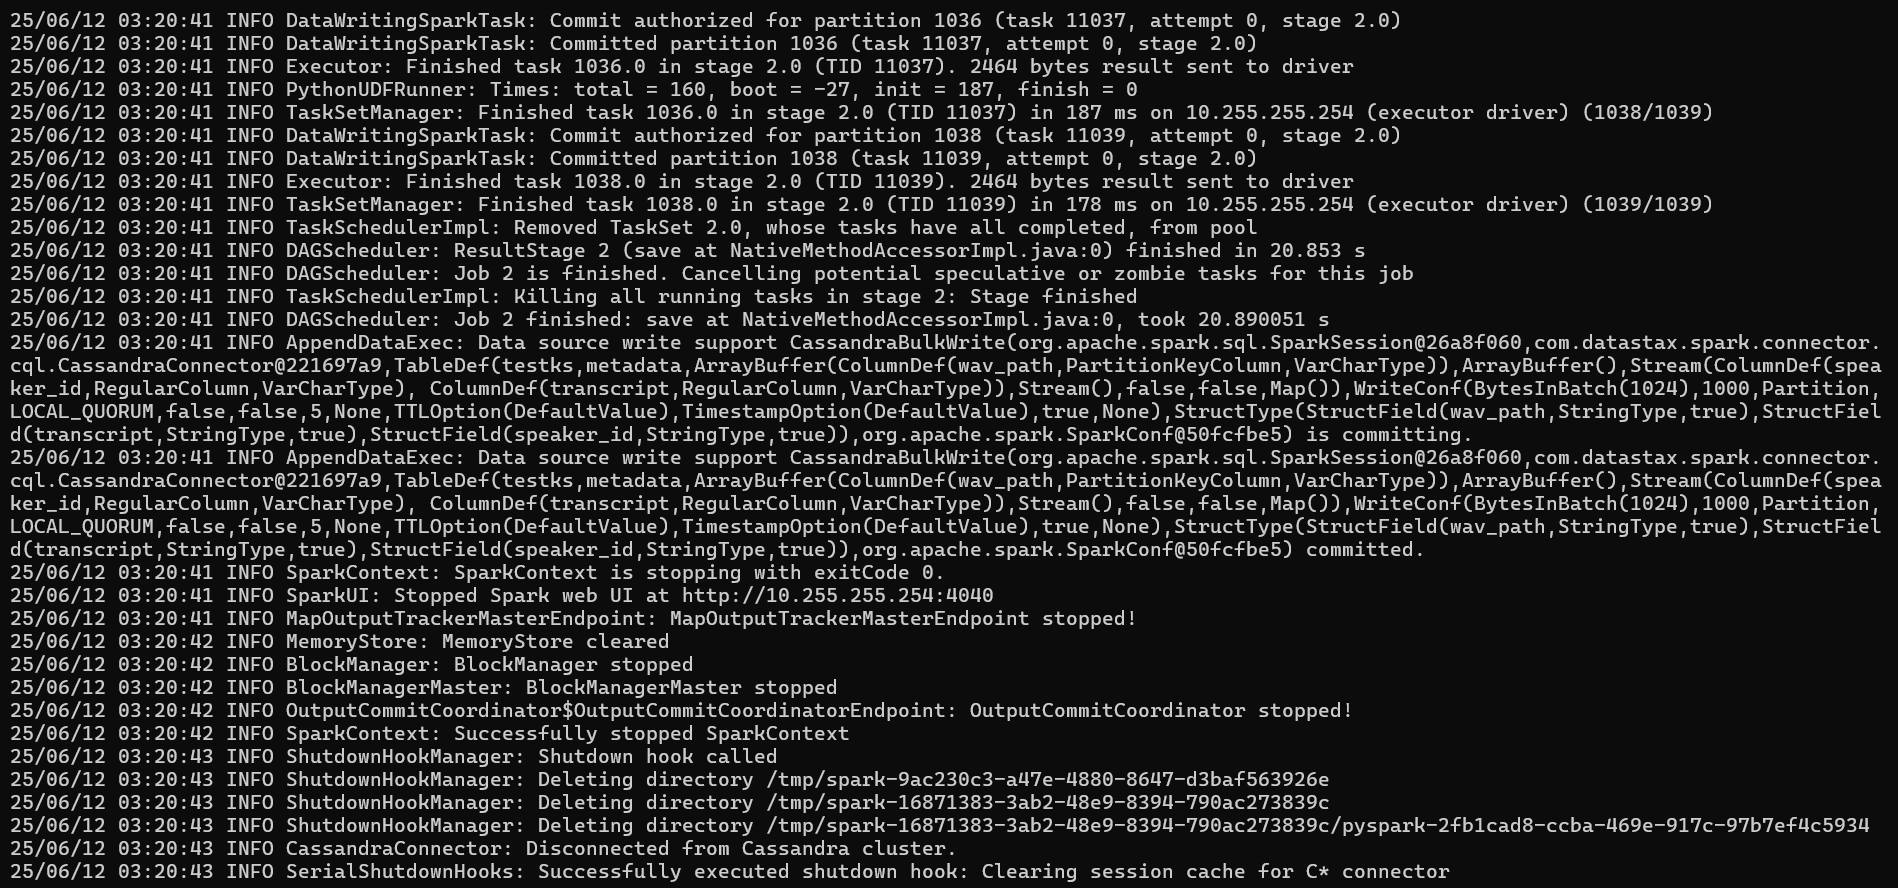 25/06/12 03:20:41 INFO DataWritingSparkTask: Commit authorized for partition 1036 (task 11037, attempt 0, stage 2.0)
25/06/12 03:20:41 INFO DataWritingSparkTask: Committed partition 1036 (task 11037, attempt 0, stage 2.0)
25/06/12 03:20:41 INFO Executor: Finished task 1036.0 in stage 2.0 (TID 11037). 2464 bytes result sent to driver
25/06/12 03:20:41 INFO PythonUDFRunner: Times: total = 160, boot = -27, init = 187, finish = 0
25/06/12 03:20:41 INFO TaskSetManager: Finished task 1036.0 in stage 2.0 (TID 11037) in 187 ms on 10.255.255.254 (executor driver) (1038/1039)
25/06/12 03:20:41 INFO DataWritingSparkTask: Commit authorized for partition 1038 (task 11039, attempt 0, stage 2.0)
25/06/12 03:20:41 INFO DataWritingSparkTask: Committed partition 1038 (task 11039, attempt 0, stage 2.0)
25/06/12 03:20:41 INFO Executor: Finished task 1038.0 in stage 2.0 (TID 11039). 2464 bytes result sent to driver
25/06/12 03:20:41 INFO TaskSetManager: Finished task 1038.0 in stage 2.0 (TID 11039) in 178 ms on 10.255.255.254 (executor driver) (1039/1039)
25/06/12 03:20:41 INFO TaskSchedulerImpl: Removed TaskSet 2.0, whose tasks have all completed, from pool
25/06/12 03:20:41 INFO DAGScheduler: ResultStage 2 (save at NativeMethodAccessorImpl.java:0) finished in 20.853 s
25/06/12 03:20:41 INFO DAGScheduler: Job 2 is finished. Cancelling potential speculative or zombie tasks for this job
25/06/12 03:20:41 INFO TaskSchedulerImpl: Killing all running tasks in stage 2: Stage finished
25/06/12 03:20:41 INFO DAGScheduler: Job 2 finished: save at NativeMethodAccessorImpl.java:0, took 20.890051 s
25/06/12 03:20:41 INFO AppendDataExec: Data source write support CassandraBulkWrite(org.apache.spark.sql.SparkSession@26a8f060,com.datastax.spark.connector.
cql.CassandraConnector@221697a9,TableDef(testks,metadata,ArrayBuffer(ColumnDef(wav_path,PartitionKeyColumn,VarCharType)),ArrayBuffer(),Stream(ColumnDef(spea
ker_id,RegularColumn,VarCharType), ColumnDef(transcript,RegularColumn,VarCharType)),Stream(),false,false,Map()),WriteConf(BytesInBatch(1024),1000,Partition,
LOCAL_QUORUM,false,false,5,None,TTLOption(DefaultValue),TimestampOption(DefaultValue),true,None),StructType(StructField(wav_path,StringType,true),StructFiel
d(transcript,StringType,true),StructField(speaker_id,StringType,true)),org.apache.spark.SparkConf@50fcfbe5) is committing.
25/06/12 03:20:41 INFO AppendDataExec: Data source write support CassandraBulkWrite(org.apache.spark.sql.SparkSession@26a8f060,com.datastax.spark.connector.
cql.CassandraConnector@221697a9,TableDef(testks,metadata,ArrayBuffer(ColumnDef(wav_path,PartitionKeyColumn,VarCharType)),ArrayBuffer(),Stream(ColumnDef(spea
ker_id,RegularColumn,VarCharType), ColumnDef(transcript,RegularColumn,VarCharType)),Stream(),false,false,Map()),WriteConf(BytesInBatch(1024),1000,Partition,
LOCAL_QUORUM,false,false,5,None,TTLOption(DefaultValue),TimestampOption(DefaultValue),true,None),StructType(StructField(wav_path,StringType,true),StructFiel
d(transcript,StringType,true),StructField(speaker_id,StringType,true)),org.apache.spark.SparkConf@50fcfbe5) committed.
25/06/12 03:20:41 INFO SparkContext: SparkContext is stopping with exitCode 0.
25/06/12 03:20:41 INFO SparkUI: Stopped Spark web UI at http://10.255.255.254:4040
25/06/12 03:20:41 INFO MapOutputTrackerMasterEndpoint: MapOutputTrackerMasterEndpoint stopped!
25/06/12 03:20:42 INFO MemoryStore: MemoryStore cleared
25/06/12 03:20:42 INFO BlockManager: BlockManager stopped
25/06/12 03:20:42 INFO BlockManagerMaster: BlockManagerMaster stopped
25/06/12 03:20:42 INFO OutputCommitCoordinator$OutputCommitCoordinatorEndpoint: OutputCommitCoordinator stopped!
25/06/12 03:20:42 INFO SparkContext: Successfully stopped SparkContext
25/06/12 03:20:43 INFO ShutdownHookManager: Shutdown hook called
25/06/12 03:20:43 INFO ShutdownHookManager: Deleting directory /tmp/spark-9ac230c3-a47e-4880-8647-d3baf563926e
25/06/12 03:20:43 INFO ShutdownHookManager: Deleting directory /tmp/spark-16871383-3ab2-48e9-8394-790ac273839c
25/06/12 03:20:43 INFO ShutdownHookManager: Deleting directory /tmp/spark-16871383-3ab2-48e9-8394-790ac273839c/pyspark-2fb1cad8-ccba-469e-917c-97b7ef4c5934
25/06/12 03:20:43 INFO CassandraConnector: Disconnected from Cassandra cluster.
25/06/12 03:20:43 INFO SerialShutdownHooks: Successfully executed shutdown hook: Clearing session cache for C* connector